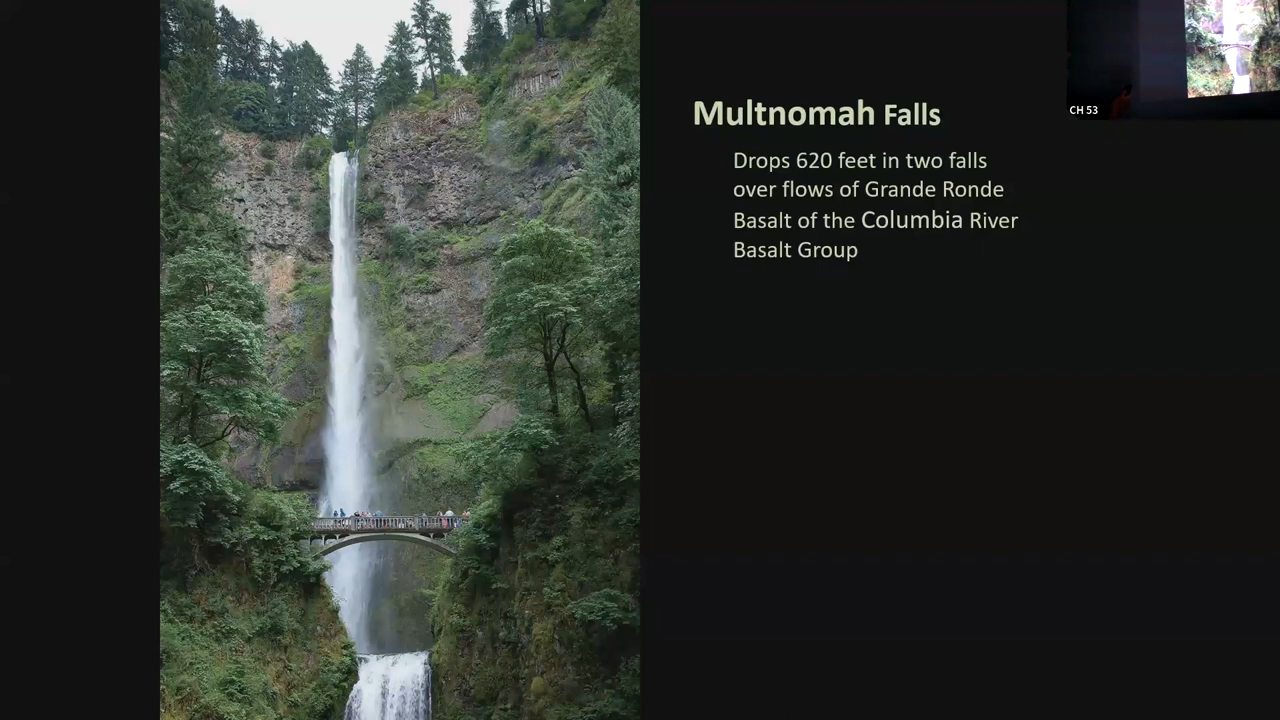 Multnomah Falls
Drops 620 feet in two falls
over flows of Grande Ronde
Basalt of the Columbia River
Basalt Group
CH 53